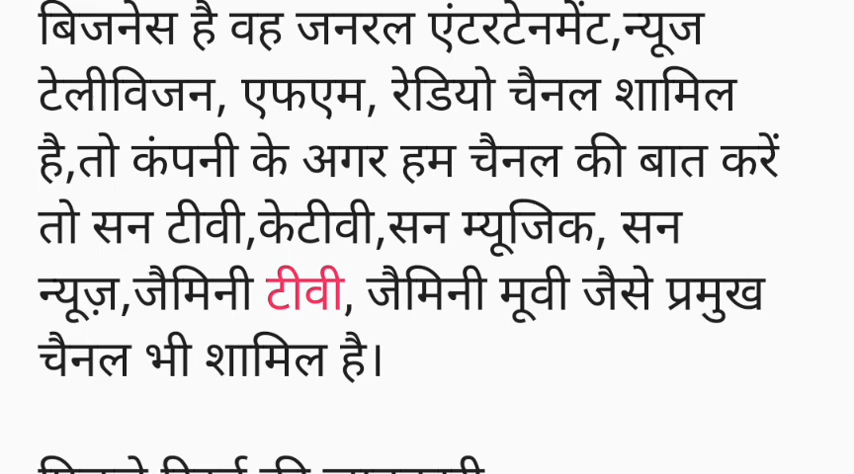 बिजनेस है वह जनरल एंटरटेनमेंट,न्यूज
टेलीविजन, एफएम, रेडियो चैनल शामिल
है,तो कंपनी के अगर हम चैनल की बात करें
तो सन टीवी,केटीवी,सन म्यूजिक, सन
न्यूज़,जैमिनी टीवी, जैमिनी मूवी जैसे प्रमुख
चैनल भी शामिल है।